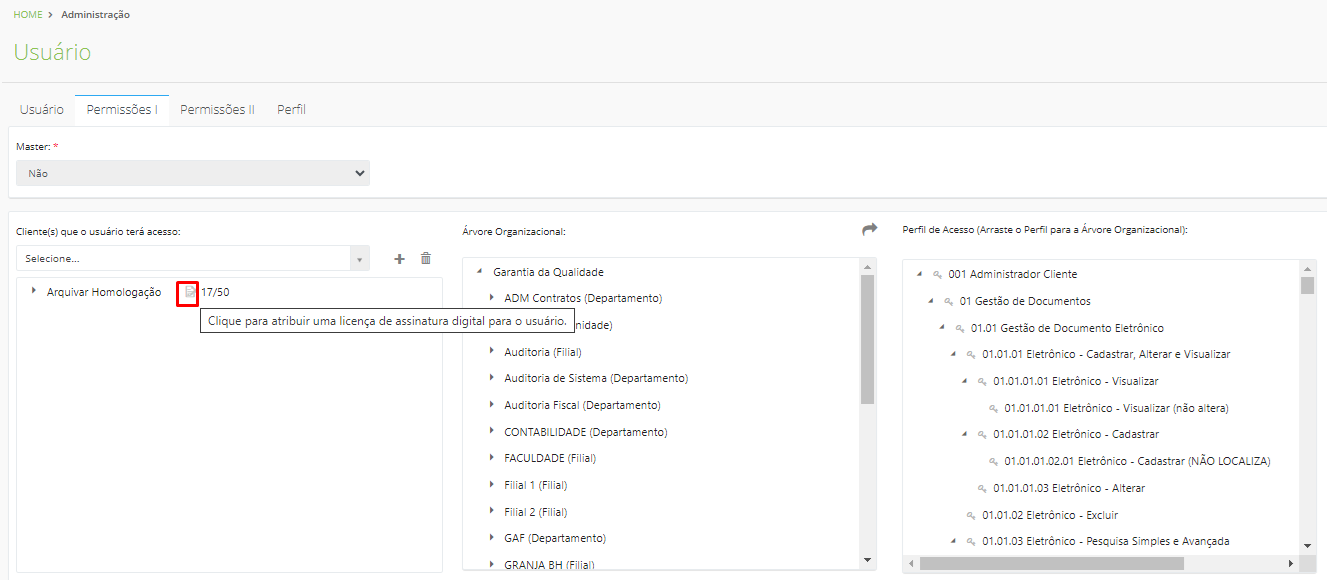 HOME > Administração
Usuário
Usuário Permissões I Permissões II Perfil
Master: *
Não
Cliente(s) que o usuário terá acesso:
Selecione...
Arquivar Homologação 17/50
Clique para atribuir uma licença de assinatura digital para o usuário.
Árvore Organizacional:
Garantia da Qualidade
ADM Contratos (Departamento)
nidade)
Auditoria (Filial)
Auditoria de Sistema (Departamento)
Auditoria Fiscal (Departamento)
CONTABILIDADE (Departamento)
FACULDADE (Filial)
Filial 1 (Filial)
Filial 2 (Filial)
GAF (Departamento)
GRANJA BH (Filial)
Perfil de Acesso (Arraste o Perfil para a Árvore Organizacional):
001 Administrador Cliente
01 Gestão de Documentos
01.01 Gestão de Documento Eletrônico
01.01.01 Eletrônico - Cadastrar, Alterar e Visualizar
01.01.01.01 Eletrônico - Visualizar
01.01.01.01 Eletrônico - Visualizar (não altera)
01.01.01.02 Eletrônico - Cadastrar
01.01.01.02.01 Eletrônico - Cadastrar (NÃO LOCALIZA)
01.01.01.03 Eletrônico - Alterar
01.01.02 Eletrônico - Excluir
01.01.03 Eletrônico - Pesquisa Simples e Avançada